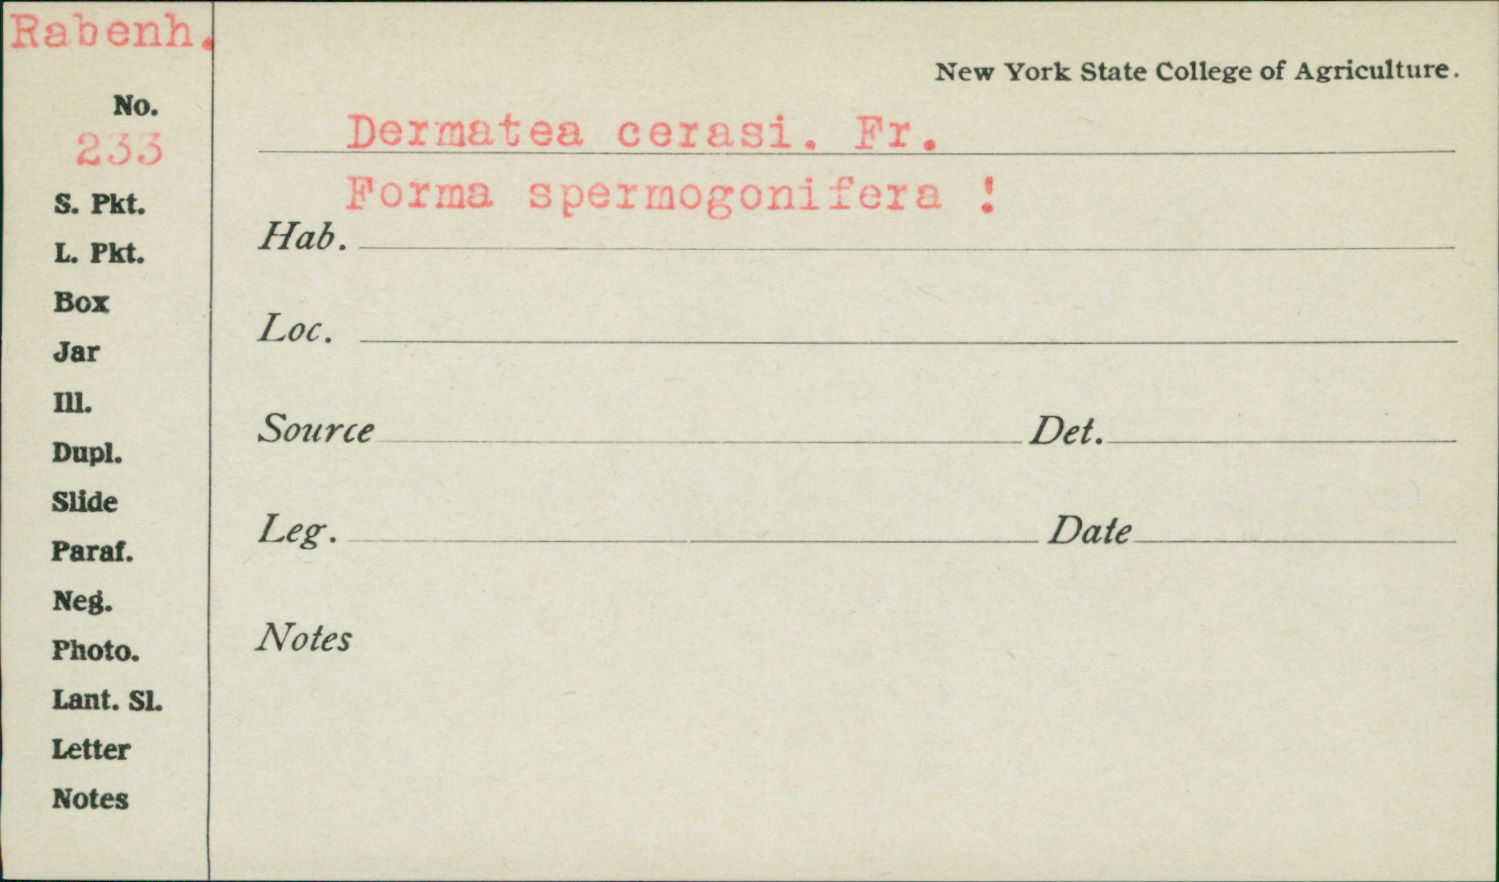 Rabenh.
No.
233
S. Pkt.
L. Pkt.
Box
Jar
Ill.
Dupl.
Slide
Paraf.
Neg.
Photo.
Lant. Sl.
Letter
Notes
New York State College of Agriculture.
Dermatea cerasi. Fr.
Forma spermogonifera !
Hab.
Loc.
Source Det.
Leg. Date
Notes